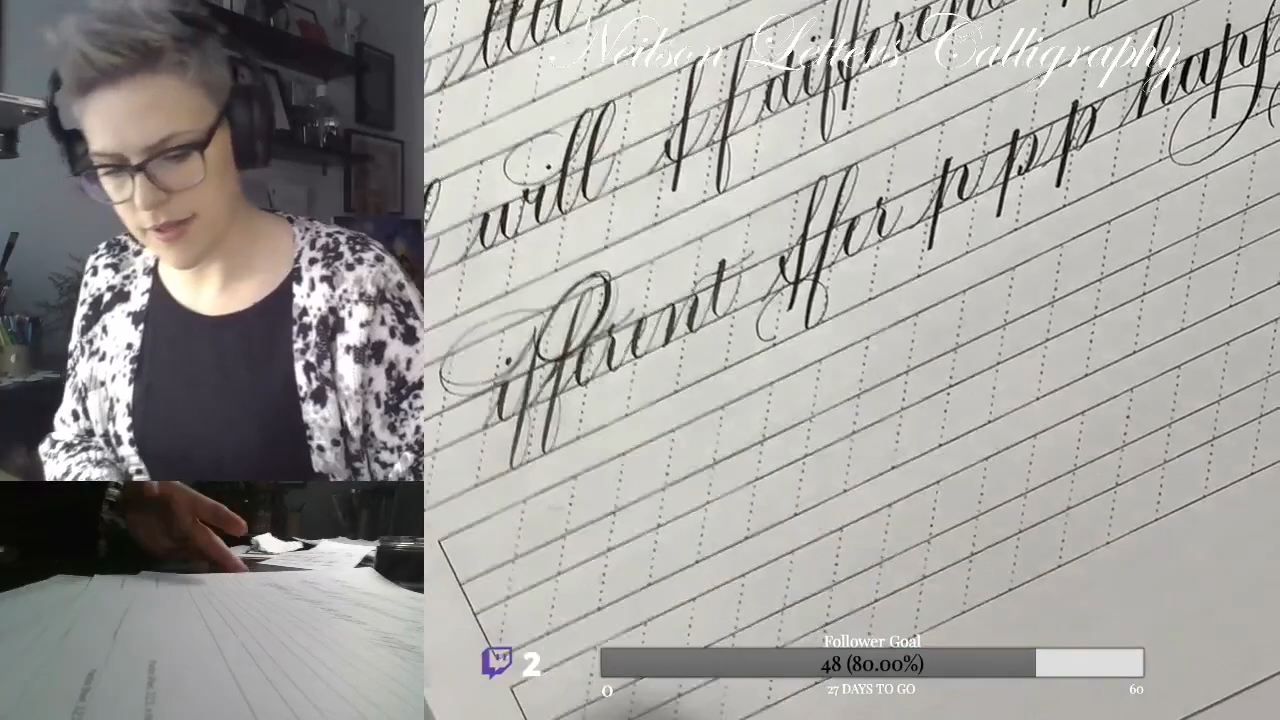 Neilson Letters Calligraphy
will f f different
ifferent ffer p p p p happ
Follower Goal
2
48 (80.00%)
0
27 DAYS TO GO
60